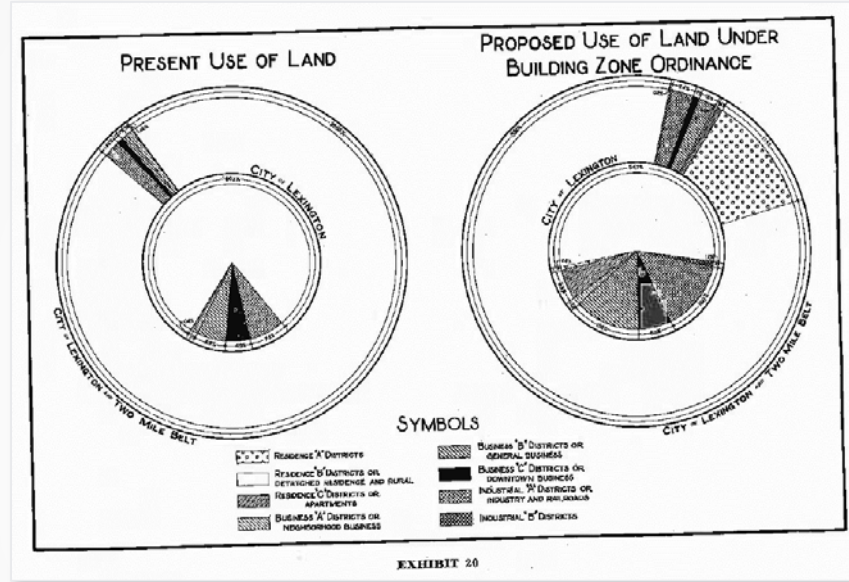 PRESENT USE OF LAND
PROPOSED USE OF LAND UNDER
BUILDING ZONE ORDINANCE
CITY OF LEXINGTON
CITY OF LEXINGTON AND TWO MILE BELT
CITY OF LEXINGTON
CITY OF LEXINGTON AND TWO MILE BELT
SYMBOLS
RESIDENCE "A" DISTRICTS
RESIDENCE "B" DISTRICTS OR
DETATCHED RESIDENCE AND RURAL
RESIDENCE "C" DISTRICTS OR
APARTMENTS
BUSINESS "A" DISTRICTS OR
NEIGHBORHOOD BUSINESS
BUSINESS "B" DISTRICTS OR
GENERAL BUSINESS
BUSINESS "C" DISTRICTS OR
DOWNTOWN BUSINESS
INDUSTRIAL "A" DISTRICTS OR
INDUSTRY AND RAILROADS
INDUSTRIAL "B" DISTRICTS
EXHIBIT 20